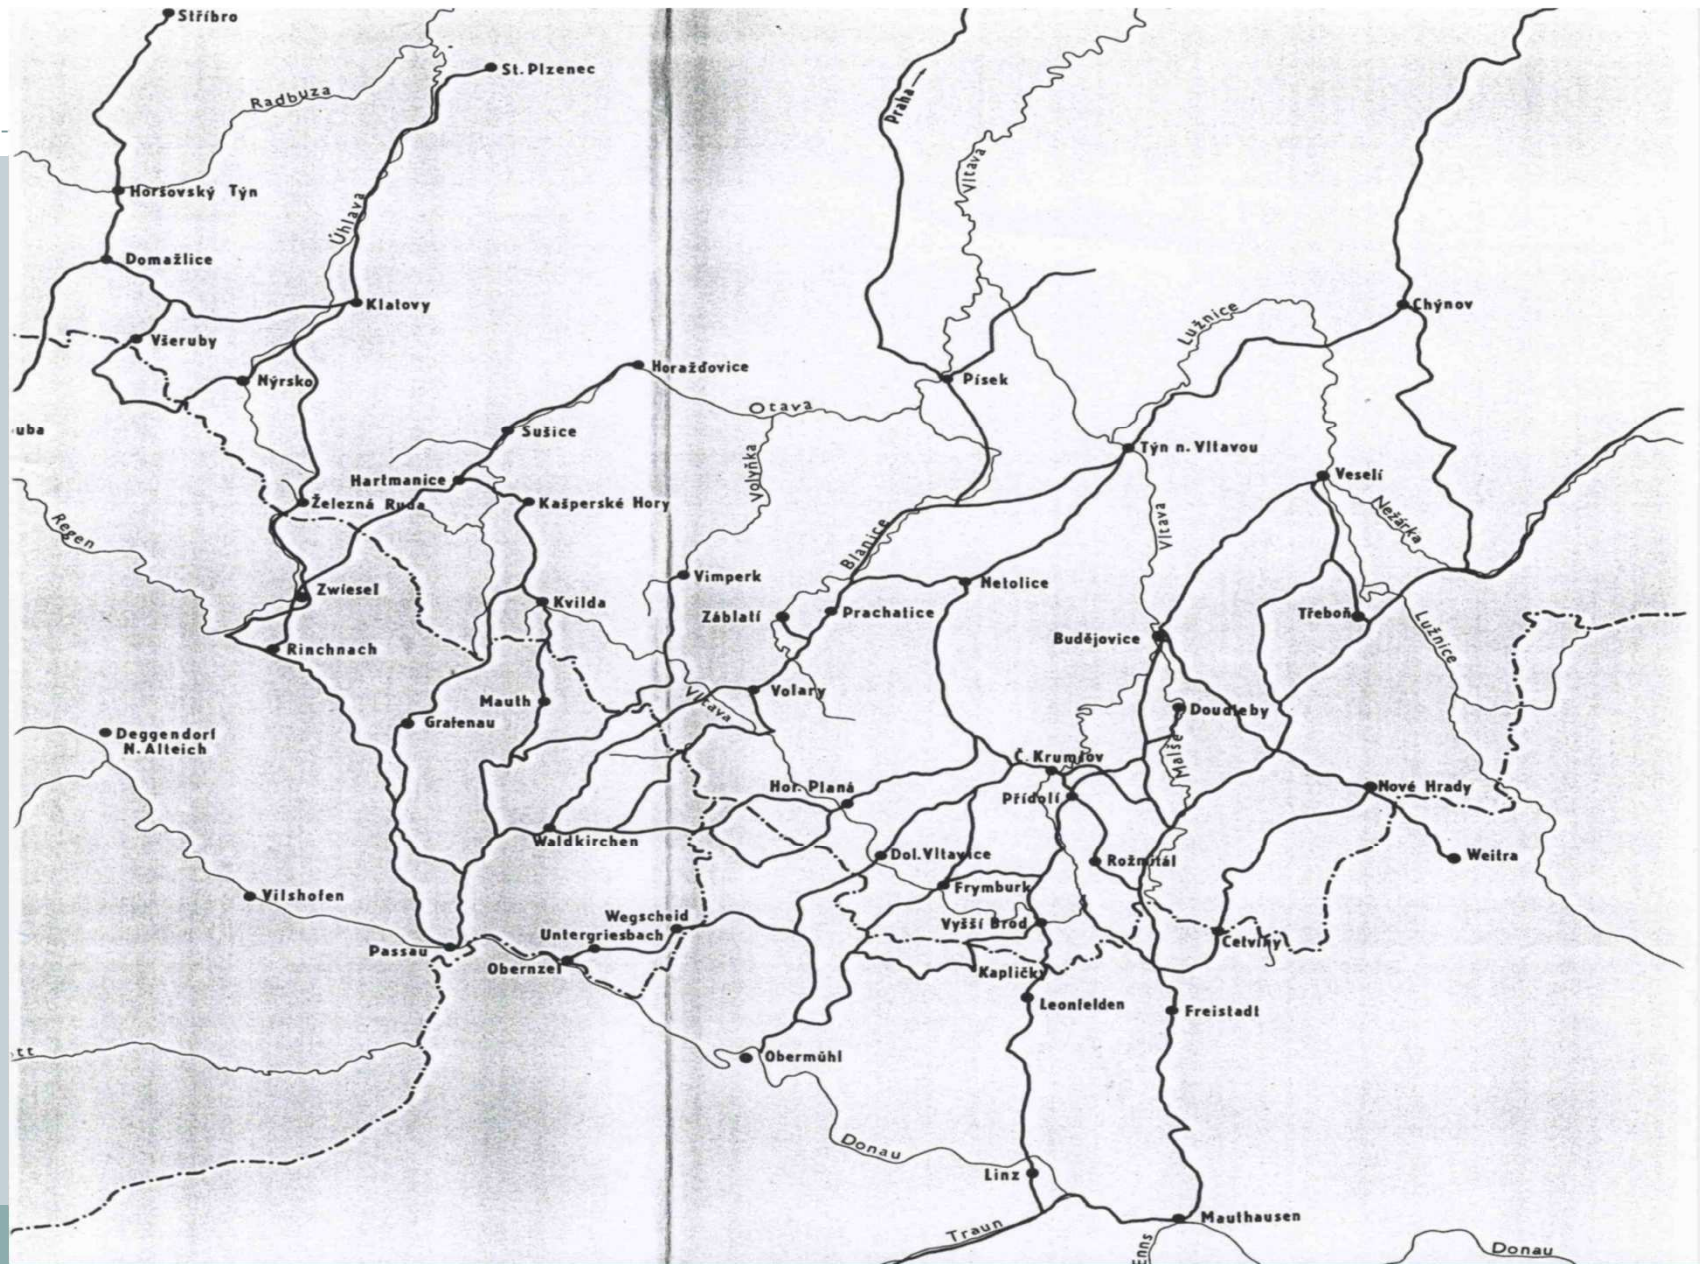 Stříbro
St. Plzenec
Radbuza
Praha
Vltava
Horšovský Týn
Úhlava
Domažlice
Klatovy
Chýnov
Lužnice
Všeruby
Nýrsko
Horažďovice
Písek
Otava
uba
Sušice
Týn n. Vltavou
Hartmanice
Veselí
Volyňka
Železná Ruda
Kašperské Hory
Nežárka
Regen
Vltava
Blanice
Vimperk
Netolice
Zwiesel
Kvilda
Záblatí
Prachatice
Třeboň
Budějovice
Lužnice
Rinchnach
Volary
Mauth
Vltava
Doudleby
Grafenau
Deggendorf
N. Alteich
Malše
Č. Krumlov
Hor. Planá
Přídolí
Nové Hrady
Waldkirchen
Dol. Vltavice
Rožmitál
Weitra
Frymburk
Vilshofen
Wegscheid
Vyšší Brod
Untergriesbach
Cetviny
Passau
Obernzel
Kapličky
Leonfelden
Freistadt
ott
Obermühl
Donau
Linz
Mauthausen
Traun
Enns
Donau